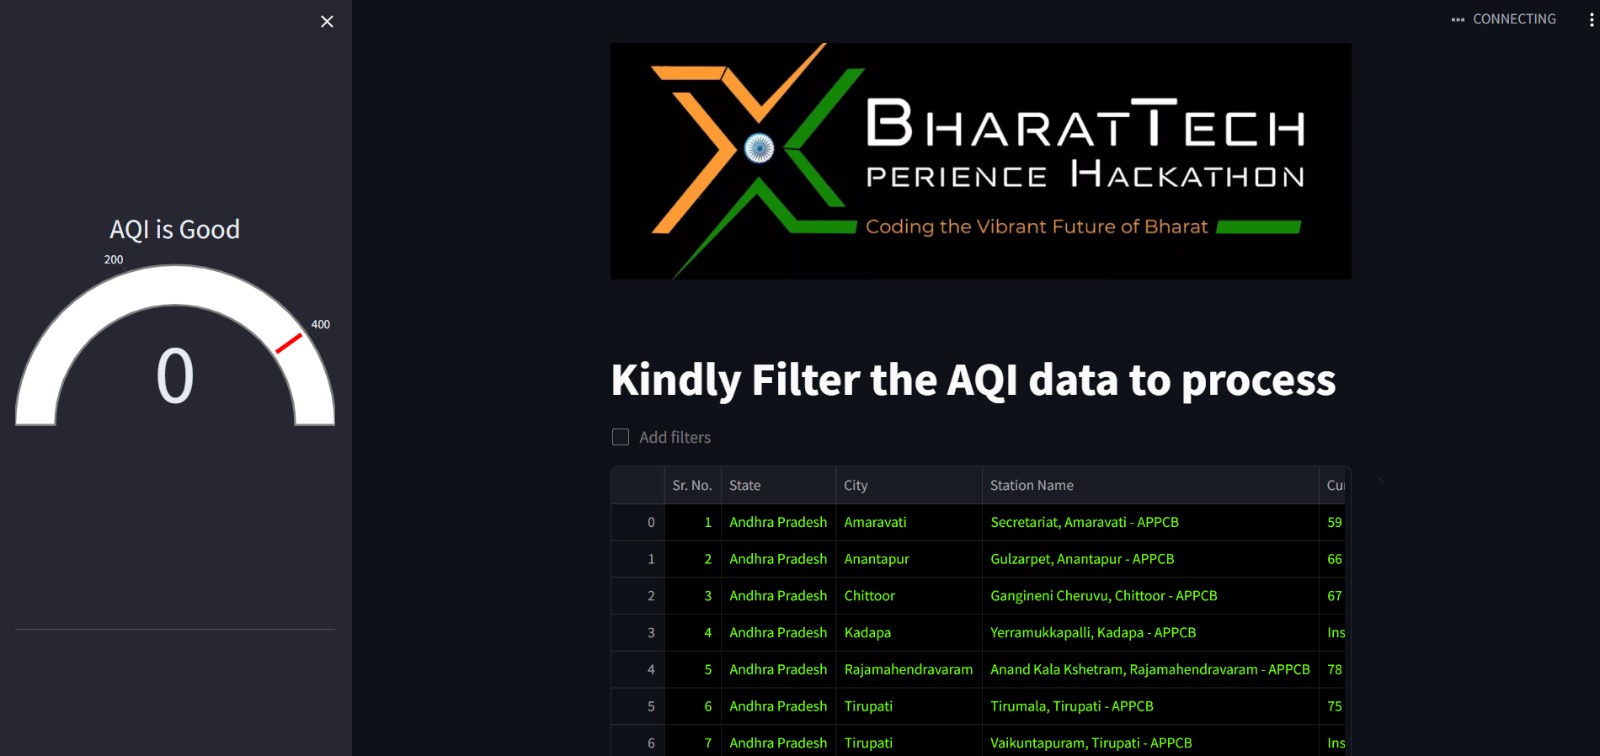 CONNECTING
BHARATTECH
PERIENCE HACKATHON
Coding the Vibrant Future of Bharat
AQI is Good
200
400
0
Kindly Filter the AQI data to process
Add filters
Sr. No. State City Station Name
0 1 Andhra Pradesh Amaravati Secretariat, Amaravati - APPCB 59
1 2 Andhra Pradesh Anantapur Gulzarpet, Anantapur - APPCB 66
2 3 Andhra Pradesh Chittoor Gangineni Cheruvu, Chittoor - APPCB 67
3 4 Andhra Pradesh Kadapa Yerramukkapalli, Kadapa - APPCB Ins
4 5 Andhra Pradesh Rajamahendravaram Anand Kala Kshetram, Rajamahendravaram - APPCB 78
5 6 Andhra Pradesh Tirupati Tirumala, Tirupati - APPCB 75
6 7 Andhra Pradesh Tirupati Vaikuntapuram, Tirupati - APPCB Ins